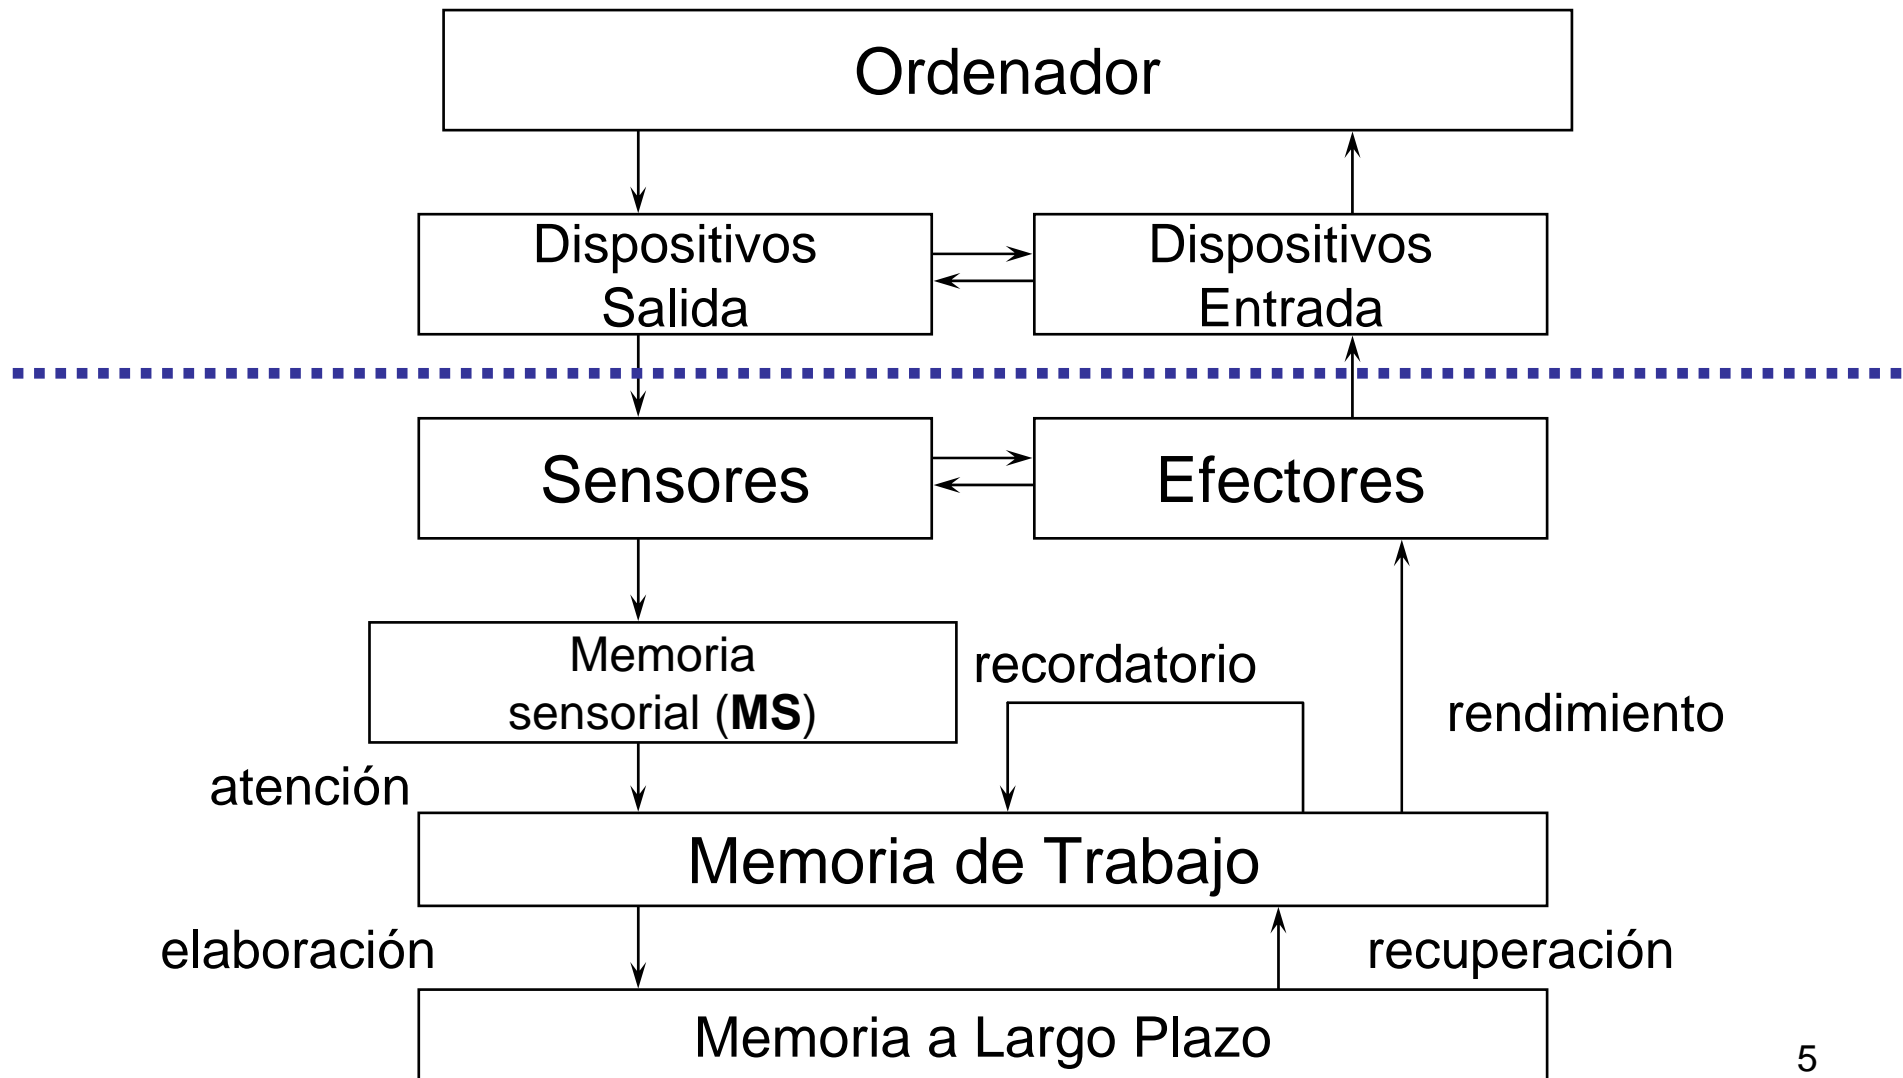 Ordenador
Dispositivos
Salida
Dispositivos
Entrada
Sensores
Efectores
Memoria
sensorial (MS)
recordatorio
rendimiento
atención
Memoria de Trabajo
elaboración
recuperación
Memoria a Largo Plazo
5